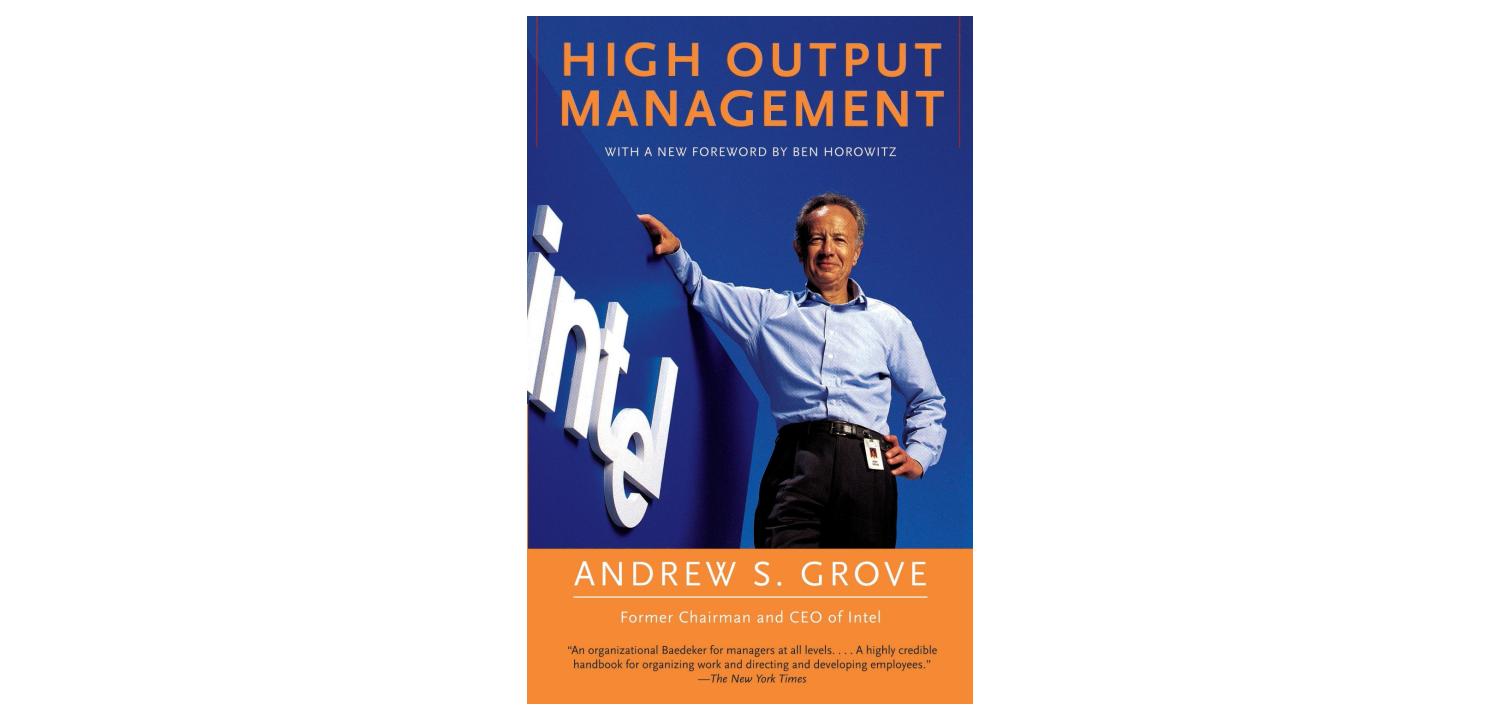 HIGH OUTPUT
MANAGEMENT
WITH A NEW FOREWORD BY BEN HOROWITZ
intel
ANDREW S. GROVE
Former Chairman and CEO of Intel
“An organizational Baedeker for managers at all levels. . . . A highly credible
handbook for organizing work and directing and developing employees.”
—The New York Times